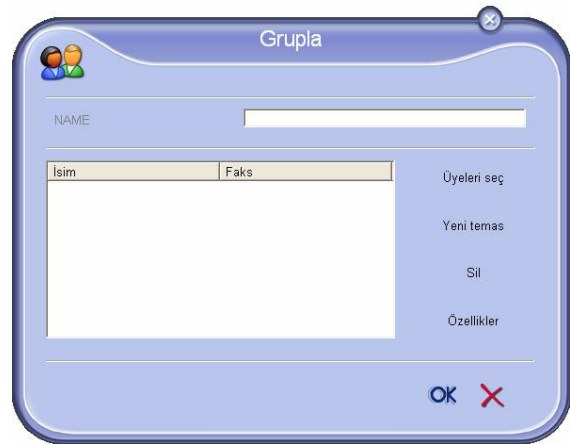 Grupla
NAME
İsim Faks
Üyeleri seç
Yeni temas
Sil
Özellikler
OK